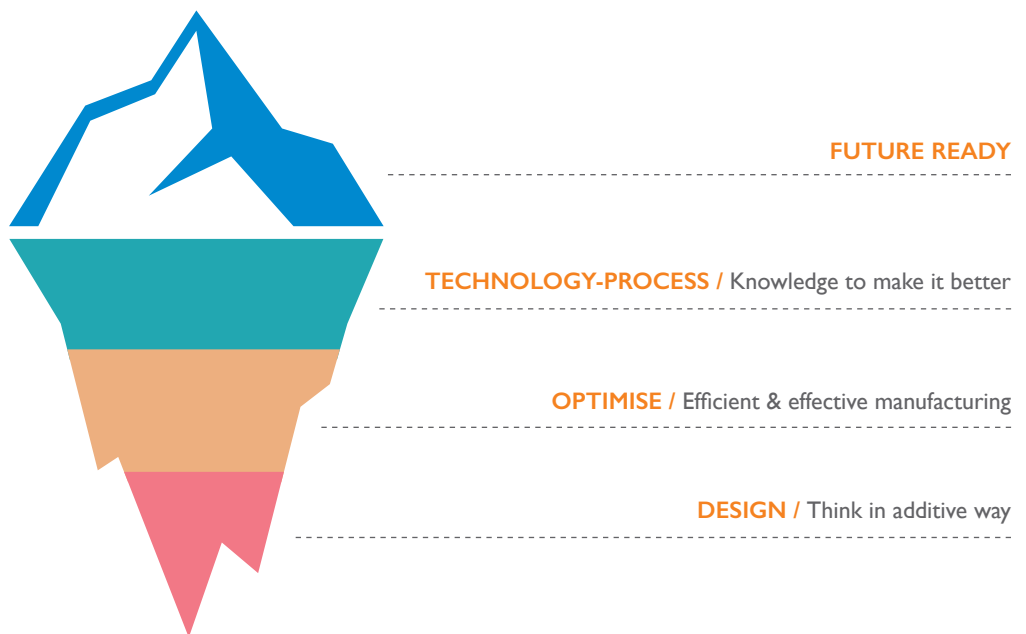 FUTURE READY
TECHNOLOGY-PROCESS / Knowledge to make it better
OPTIMISE / Efficient & effective manufacturing
DESIGN / Think in additive way